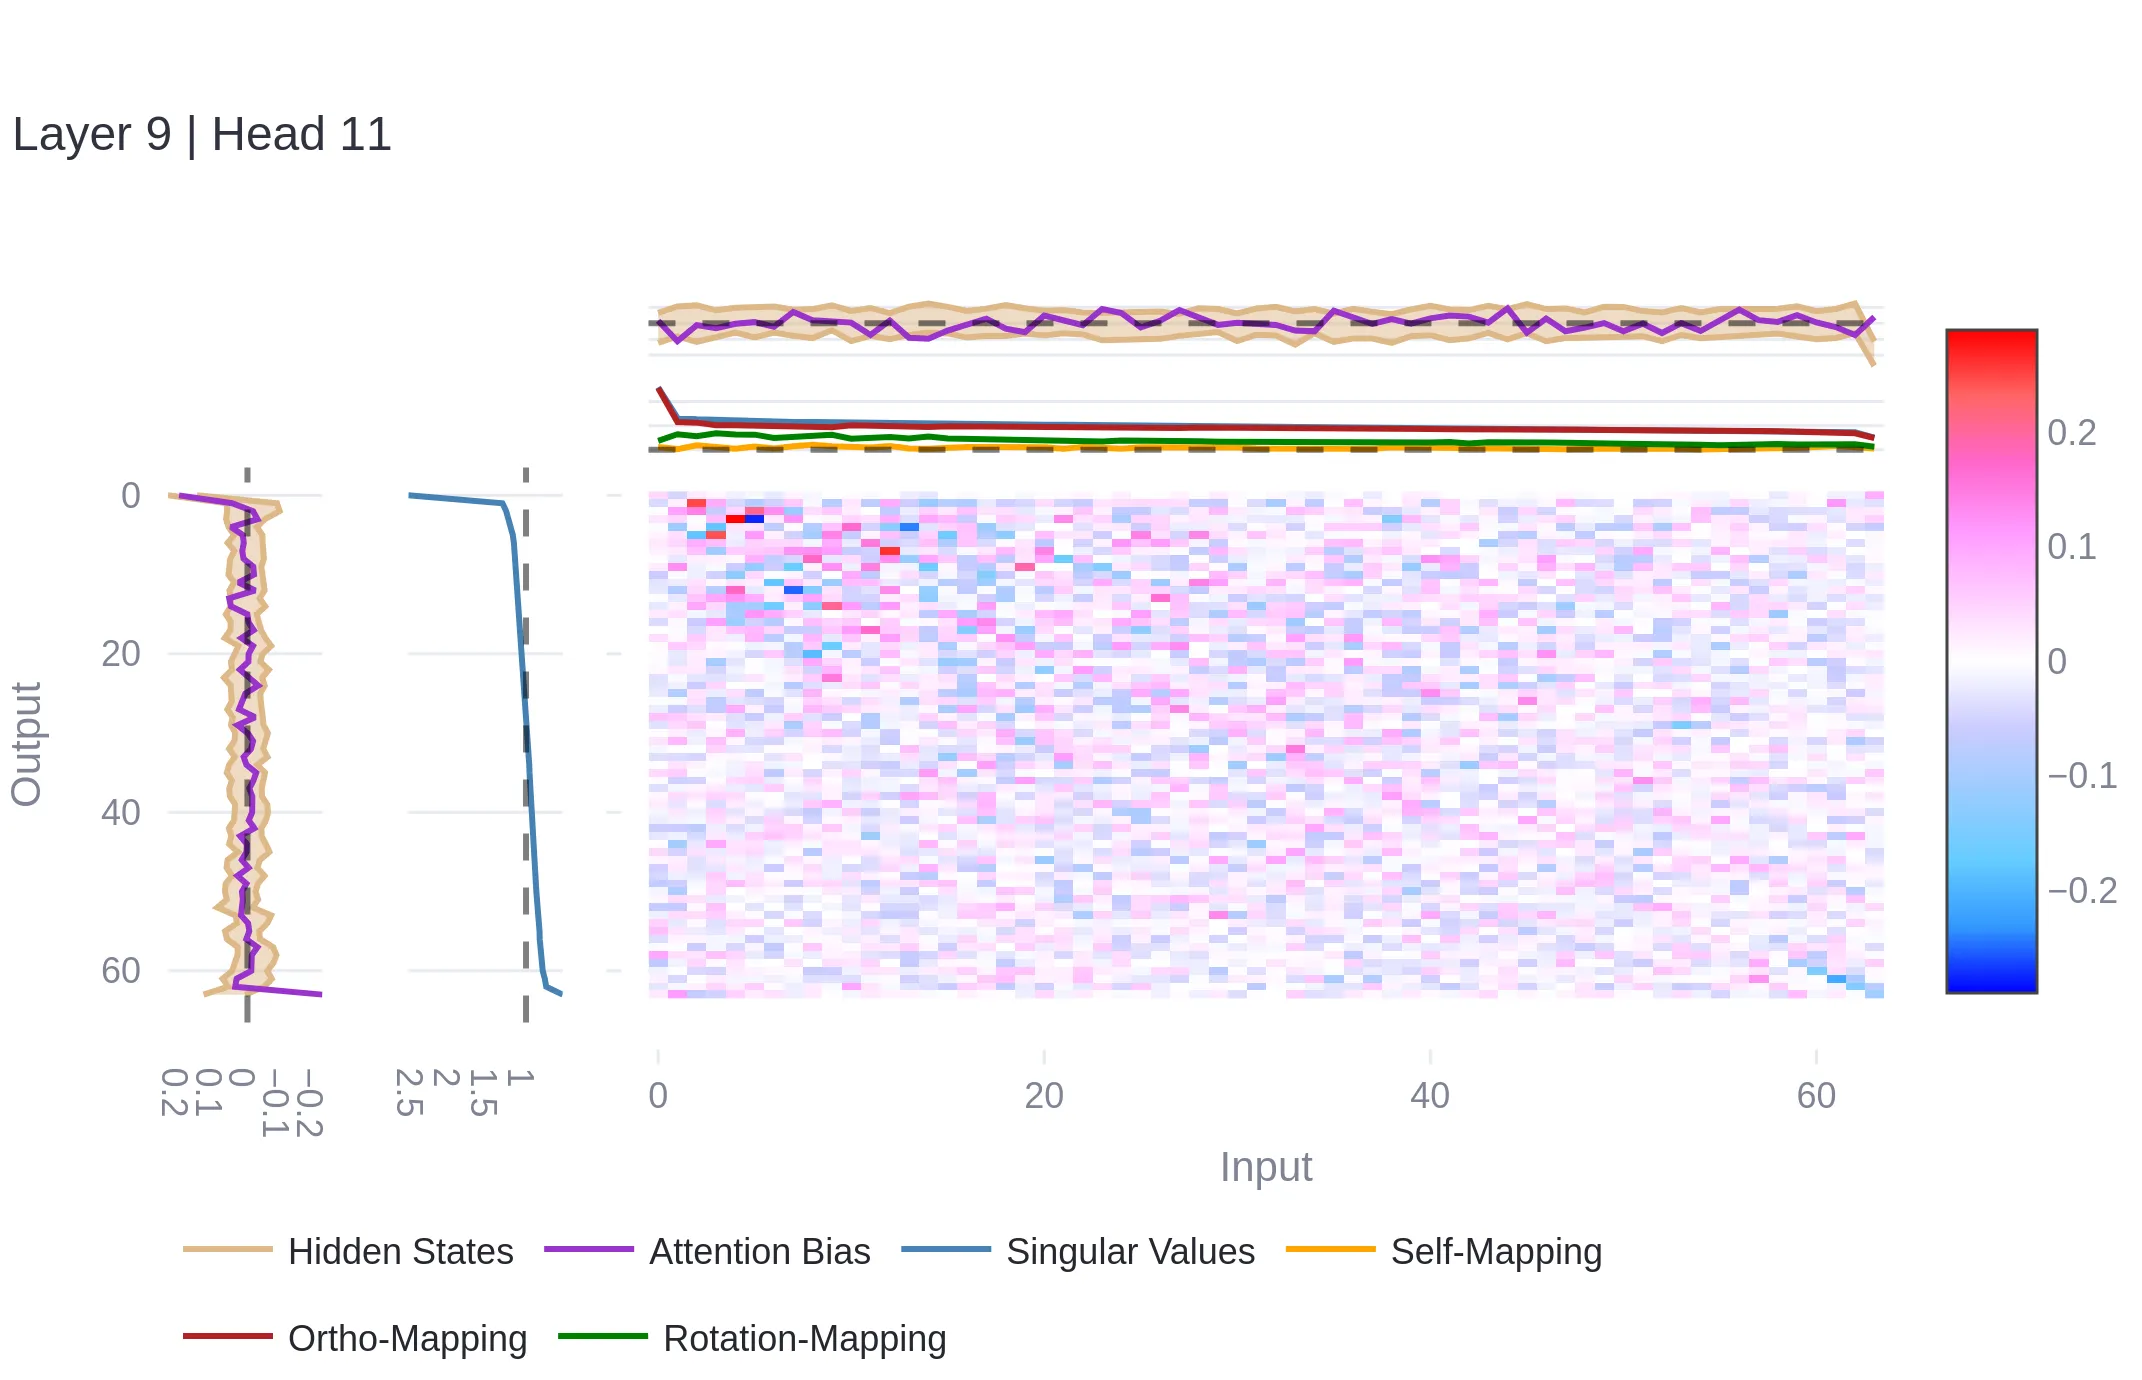 Layer 9 | Head 11
0
20
40
60
Output
0.2
0.1
0
−0.1
−0.2
2.5
2
1.5
1
0
20
40
60
Input
0.2
0.1
0
−0.1
−0.2
Hidden States
Attention Bias
Singular Values
Self-Mapping
Ortho-Mapping
Rotation-Mapping